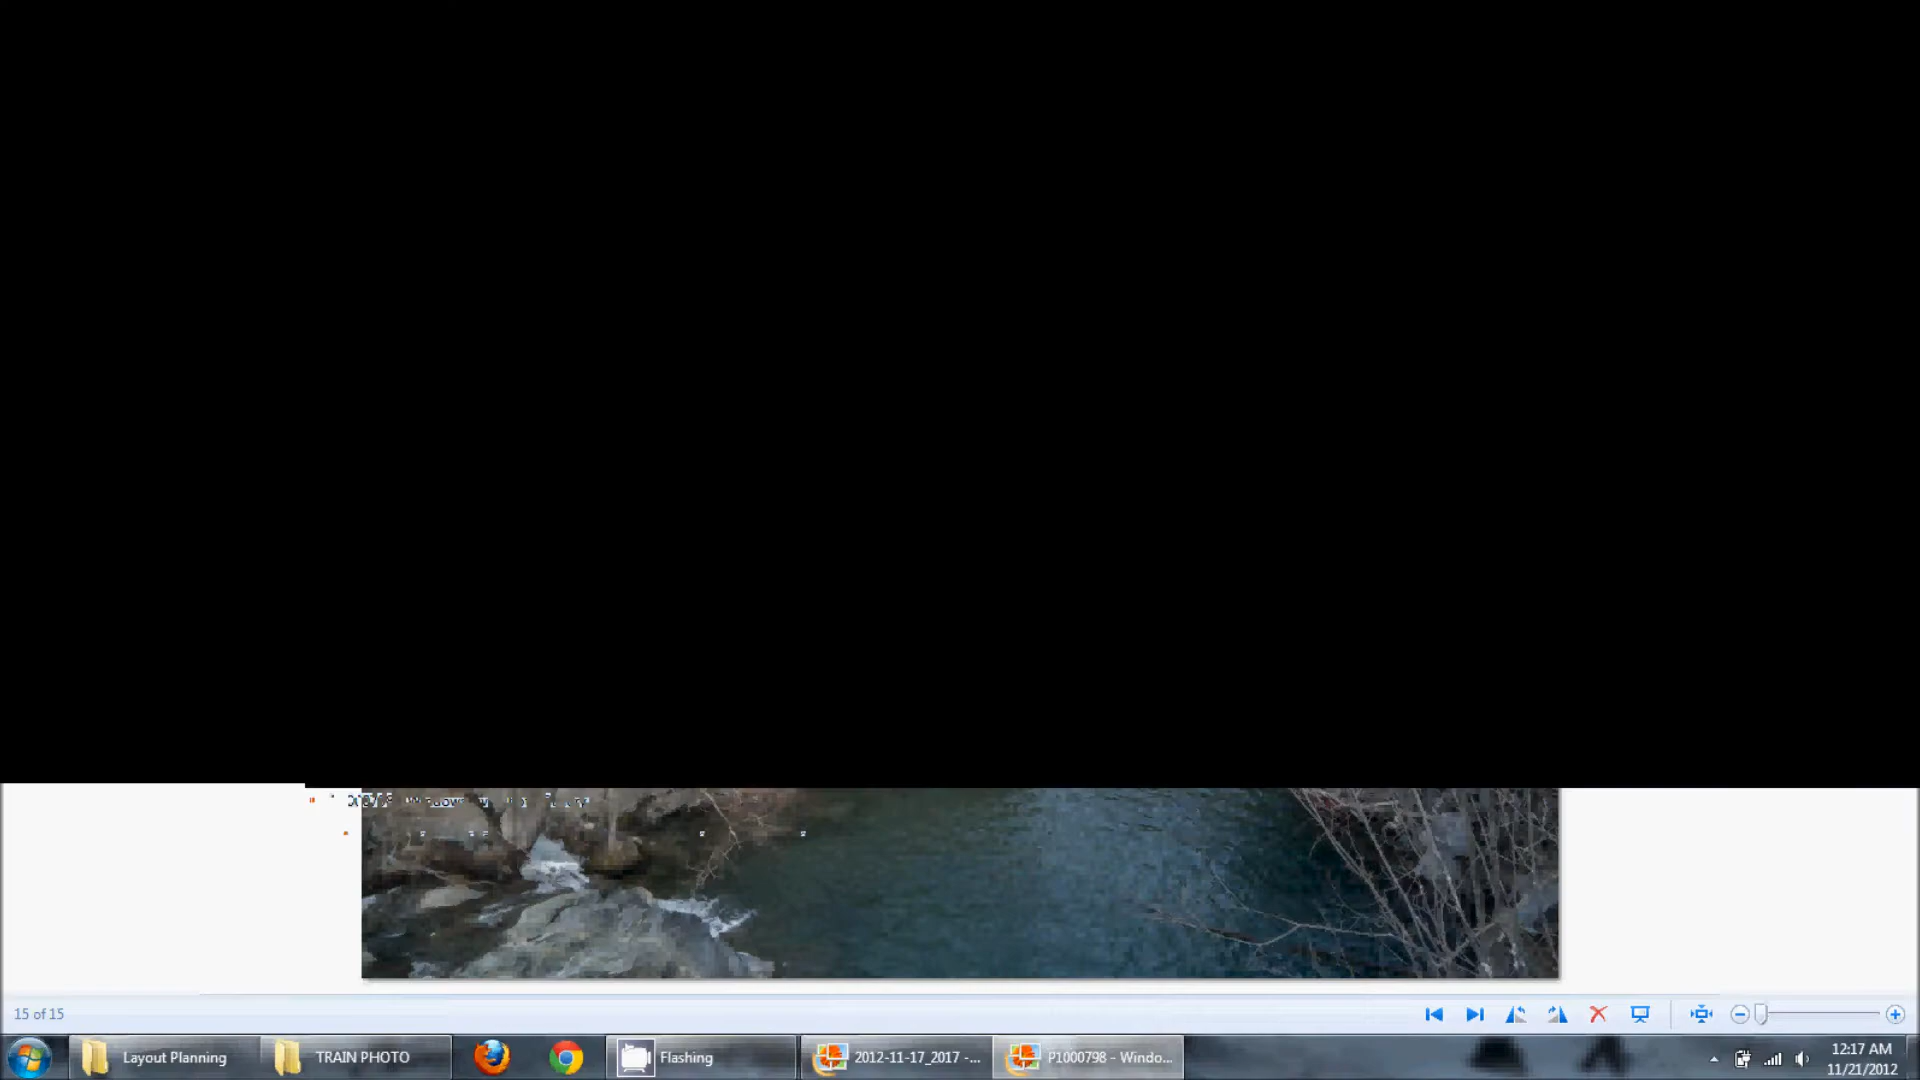 15 of 15
Layout Planning
TRAIN PHOTO
Flashing
2012-11-17_2017 -...
P1000798 - Windo...
12:17 AM
11/21/2012